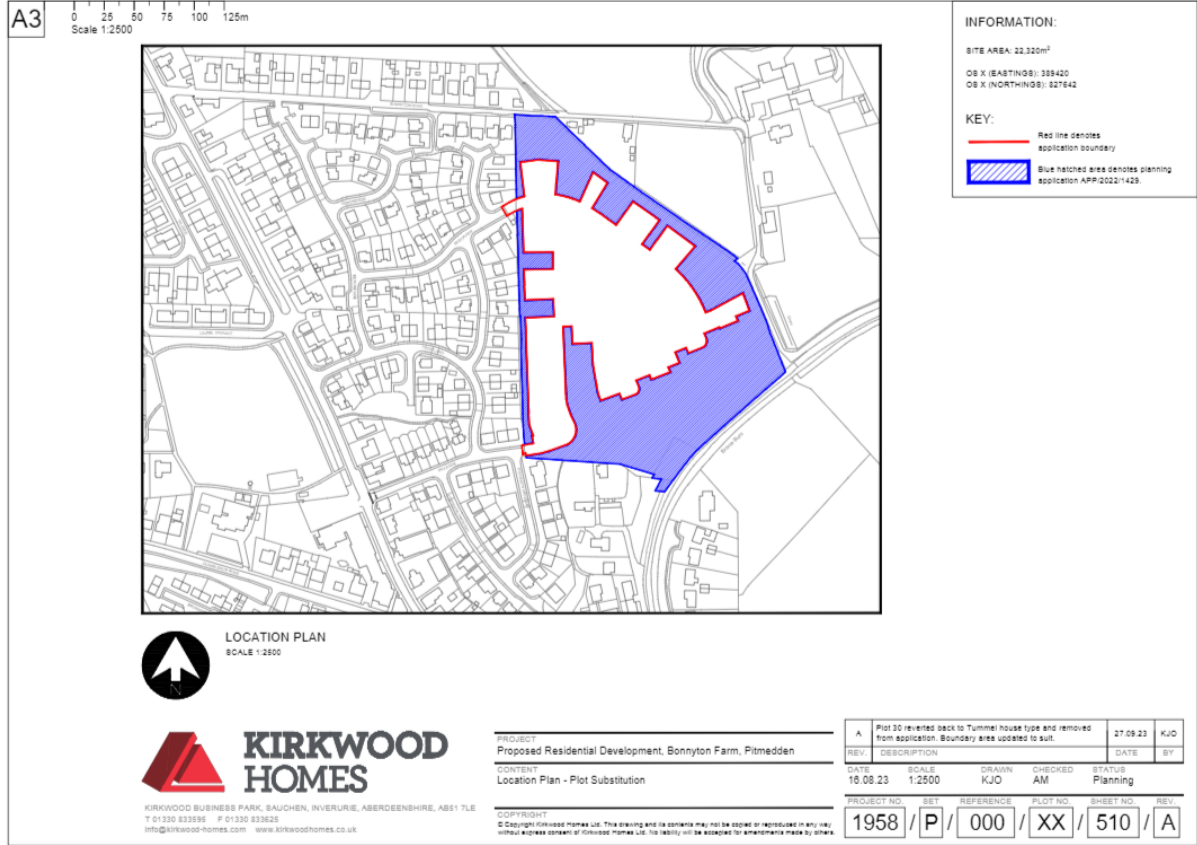 A3
0 25 50 75 100 125m
Scale 1:2500
INFORMATION:
SITE AREA: 22,320m²
OS X (EASTINGS): 389420
OS X (NORTHINGS): 827642
KEY:
Red line denotes
application boundary
Blue hatched area denotes planning
application APP/2022/1429.
LOCATION PLAN
SCALE 1:2500
N
KIRKWOOD
HOMES
KIRKWOOD BUSINESS PARK, SAUCHEN, INVERURIE, ABERDEENSHIRE, AB51 7LE
T 01330 833595 F 01330 833625
info@kirkwood-homes.com www.kirkwoodhomes.co.uk
PROJECT
Proposed Residential Development, Bonnyton Farm, Pitmedden
CONTENT
Location Plan - Plot Substitution
COPYRIGHT
© Copyright Kirkwood Homes Ltd. This drawing and its contents may not be copied or reproduced in any way
without express consent of Kirkwood Homes Ltd. No liability will be accepted for amendments made by others.
A Plot 30 reverted back to Tummel house type and removed
from application. Boundary area updated to suit. 27.09.23 KJO
REV. DESCRIPTION DATE BY
DATE SCALE DRAWN CHECKED STATUS
16.08.23 1:2500 KJO AM Planning
PROJECT NO. SET REFERENCE PLOT NO. SHEET NO. REV.
1958 / P / 000 / XX / 510 / A